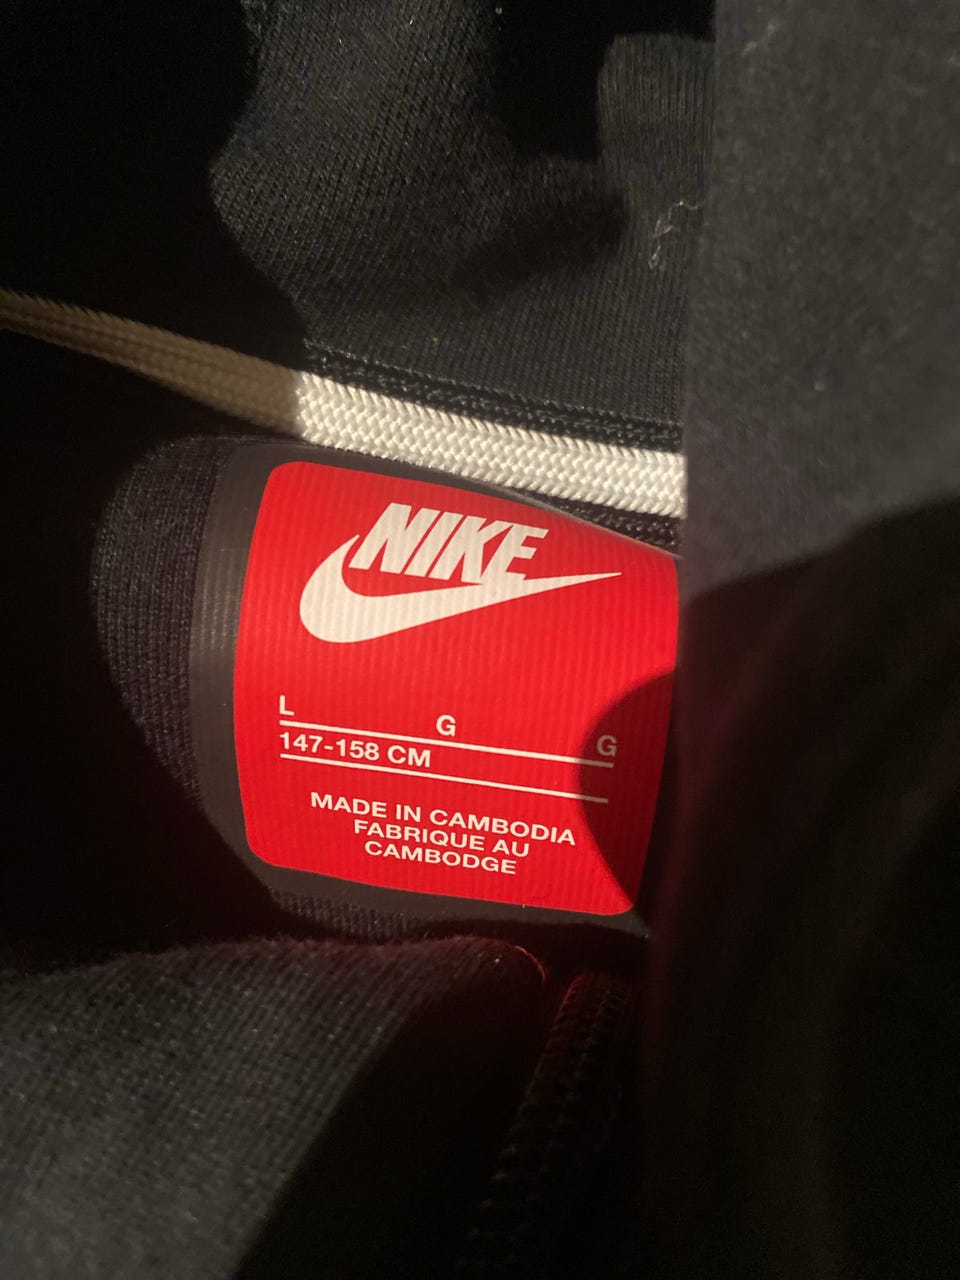 NIKE
L G G
147-158 CM
MADE IN CAMBODIA
FABRIQUE AU
CAMBODGE